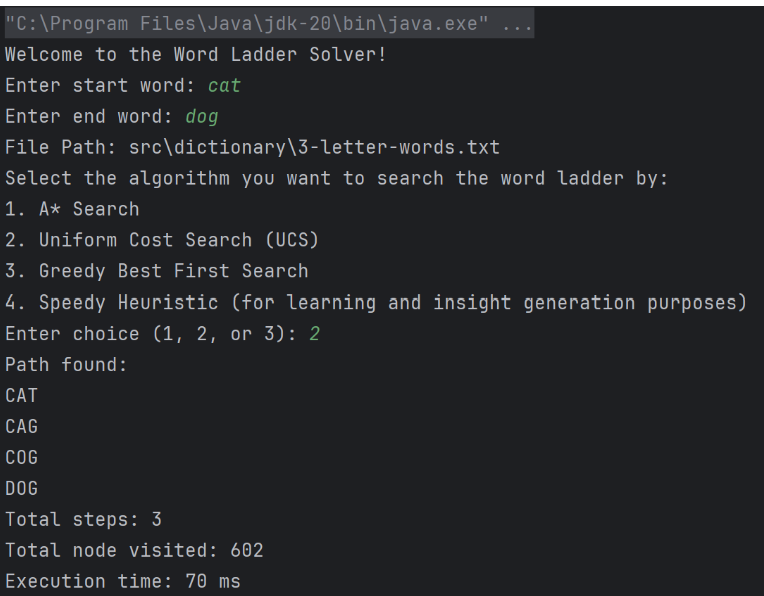 "C:\Program Files\Java\jdk-20\bin\java.exe" ...
Welcome to the Word Ladder Solver!
Enter start word: cat
Enter end word: dog
File Path: src\dictionary\3-letter-words.txt
Select the algorithm you want to search the word ladder by:
1. A* Search
2. Uniform Cost Search (UCS)
3. Greedy Best First Search
4. Speedy Heuristic (for learning and insight generation purposes)
Enter choice (1, 2, or 3): 2
Path found:
CAT
CAG
COG
DOG
Total steps: 3
Total node visited: 602
Execution time: 70 ms